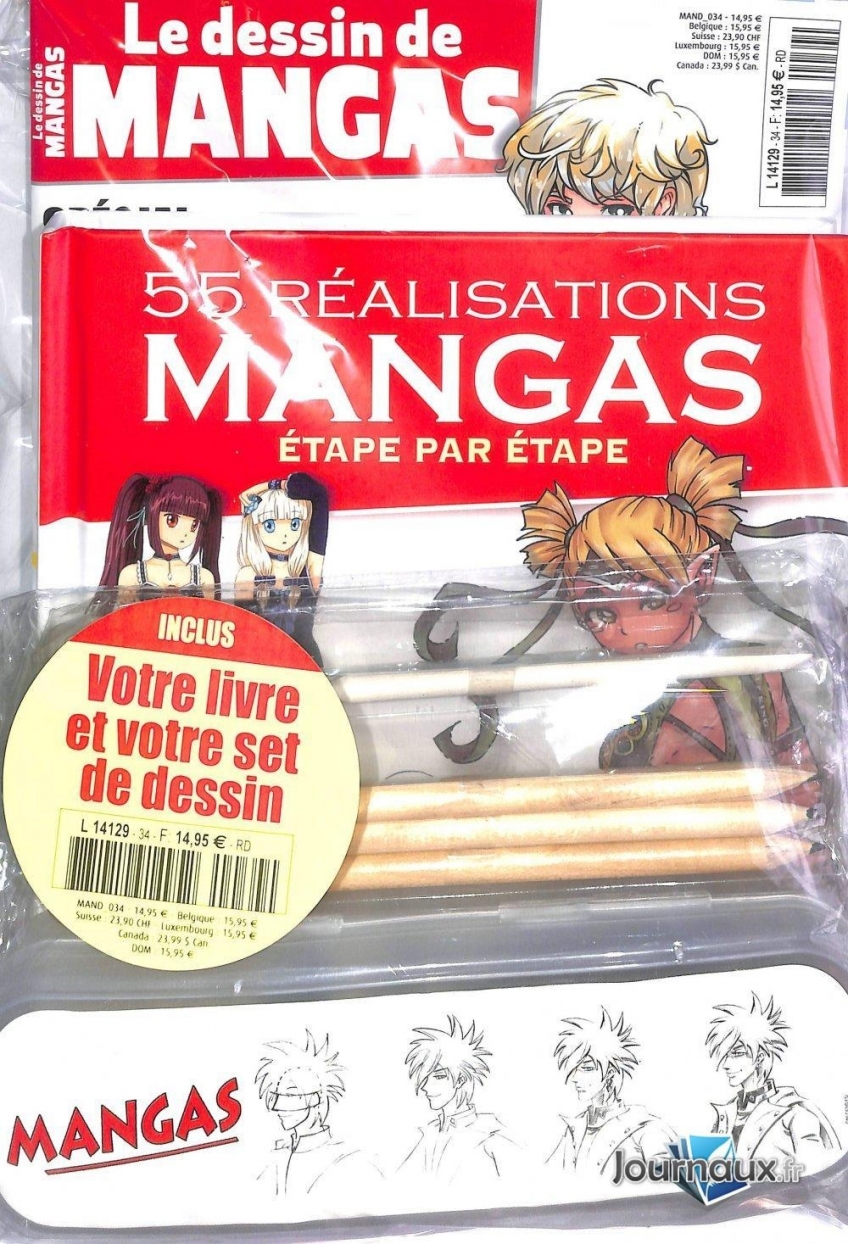 Le dessin de
MANGAS
Le dessin de
MANGAS
MAND_034 - 14,95 €
Belgique : 15,95 €
Suisse : 23,90 CHF
Luxembourg : 15,95 €
DOM : 15,95 €
Canada : 23,99 $ Can.
L 14129 - 34 - F: 14,95 € - RD
55 RÉALISATIONS
MANGAS
ÉTAPE PAR ÉTAPE
INCLUS
Votre livre
et votre set
de dessin
L 14129 - 34 - F: 14,95 € - RD
MAND_034 : 14,95 € Belgique : 15,95 €
Suisse : 23,90 CHF Luxembourg : 15,95 €
Canada : 23,99 $ Can
DOM : 15,95 €
MANGAS
Journaux.fr